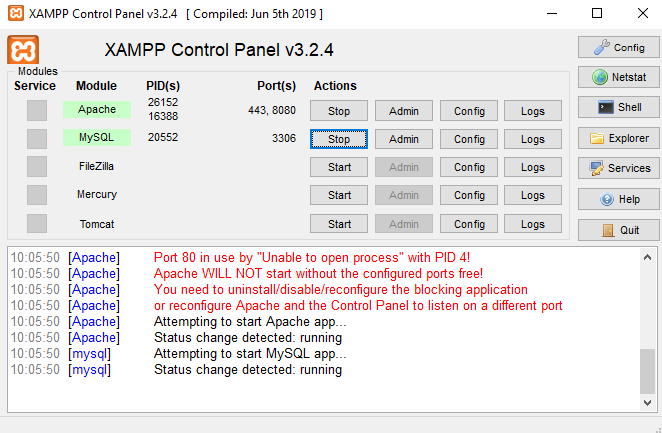 XAMPP Control Panel v3.2.4 [ Compiled: Jun 5th 2019 ]
XAMPP Control Panel v3.2.4
Config
Modules
Service Module PID(s) Port(s) Actions
Netstat
Apache 26152 16388 443, 8080 Stop Admin Config Logs
Shell
MySQL 20552 3306 Stop Admin Config Logs
Explorer
FileZilla Start Admin Config Logs
Services
Mercury Start Admin Config Logs
Help
Tomcat Start Admin Config Logs
Quit
10:05:50 [Apache] Port 80 in use by "Unable to open process" with PID 4!
10:05:50 [Apache] Apache WILL NOT start without the configured ports free!
10:05:50 [Apache] You need to uninstall/disable/reconfigure the blocking application
10:05:50 [Apache] or reconfigure Apache and the Control Panel to listen on a different port
10:05:50 [Apache] Attempting to start Apache app...
10:05:50 [Apache] Status change detected: running
10:05:50 [mysql] Attempting to start MySQL app...
10:05:50 [mysql] Status change detected: running